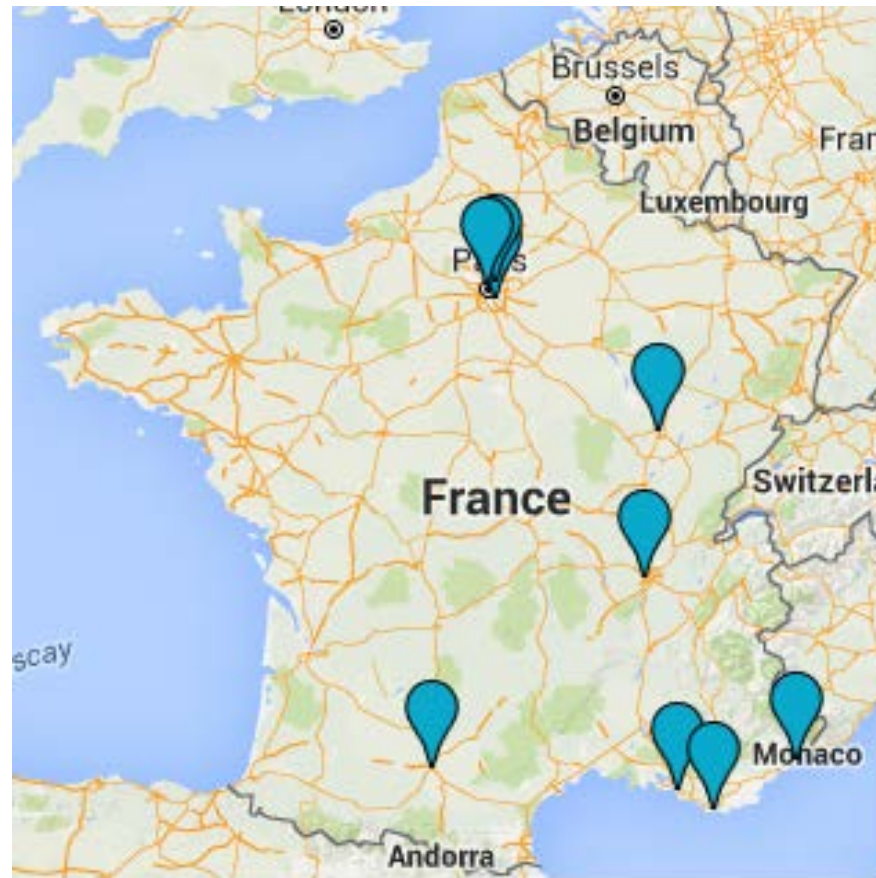 London
Brussels
Belgium
Fran
Luxembourg
Paris
France
Switzerla
scay
Monaco
Andorra